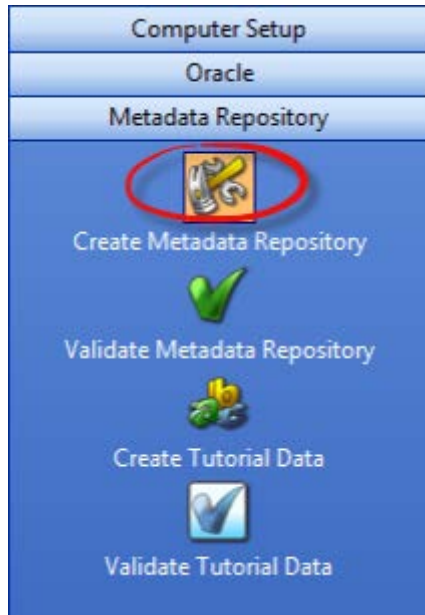 Computer Setup
Oracle
Metadata Repository
Create Metadata Repository
Validate Metadata Repository
Create Tutorial Data
Validate Tutorial Data